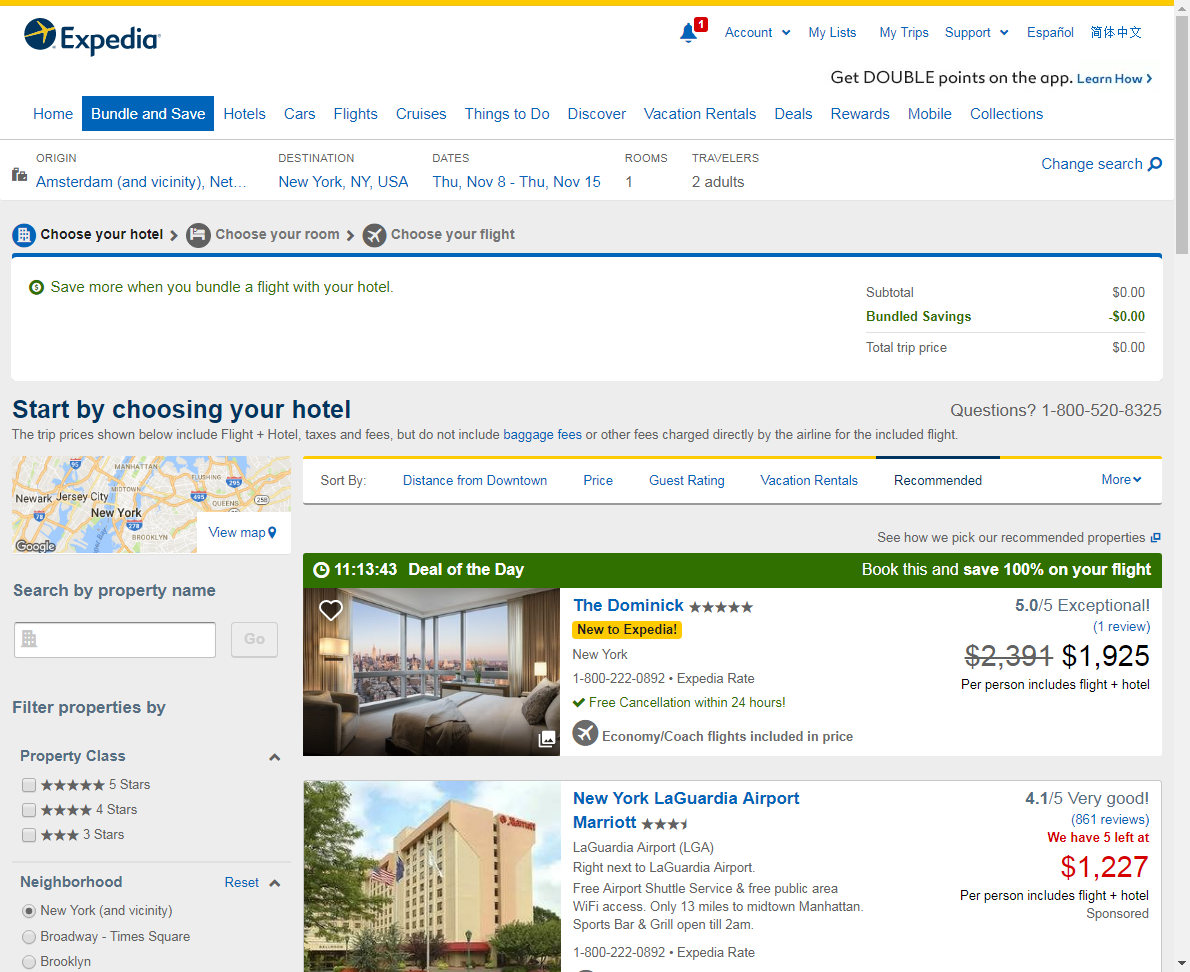 Expedia
1
Account
My Lists
My Trips
Support
Español
简体中文
Get DOUBLE points on the app. Learn How
Home
Bundle and Save
Hotels
Cars
Flights
Cruises
Things to Do
Discover
Vacation Rentals
Deals
Rewards
Mobile
Collections
ORIGIN
Amsterdam (and vicinity), Net...
DESTINATION
New York, NY, USA
DATES
Thu, Nov 8 - Thu, Nov 15
ROOMS
1
TRAVELERS
2 adults
Change search
Choose your hotel
Choose your room
Choose your flight
Save more when you bundle a flight with your hotel.
Subtotal $0.00
Bundled Savings -$0.00
Total trip price $0.00
Start by choosing your hotel
Questions? 1-800-520-8325
The trip prices shown below include Flight + Hotel, taxes and fees, but do not include baggage fees or other fees charged directly by the airline for the included flight.
95
MANHATTAN
FLUSHING
295
MIDTOWN
495
258
Newark
Jersey City
QUEENS
New York
78
278
BROOKLYN
Google
View map
Sort By:
Distance from Downtown
Price
Guest Rating
Vacation Rentals
Recommended
More
See how we pick our recommended properties
Search by property name
Go
Filter properties by
Property Class
5 Stars
4 Stars
3 Stars
Neighborhood
Reset
New York (and vicinity)
Broadway - Times Square
Brooklyn
11:13:43 Deal of the Day
Book this and save 100% on your flight
The Dominick
New to Expedia!
New York
1-800-222-0892 • Expedia Rate
Free Cancellation within 24 hours!
Economy/Coach flights included in price
5.0/5 Exceptional!
(1 review)
$2,391 $1,925
Per person includes flight + hotel
Marriott
New York LaGuardia Airport
Marriott
LaGuardia Airport (LGA)
Right next to LaGuardia Airport.
Free Airport Shuttle Service & free public area
WiFi access. Only 13 miles to midtown Manhattan.
Sports Bar & Grill open till 2am.
1-800-222-0892 • Expedia Rate
4.1/5 Very good!
(861 reviews)
We have 5 left at
$1,227
Per person includes flight + hotel
Sponsored